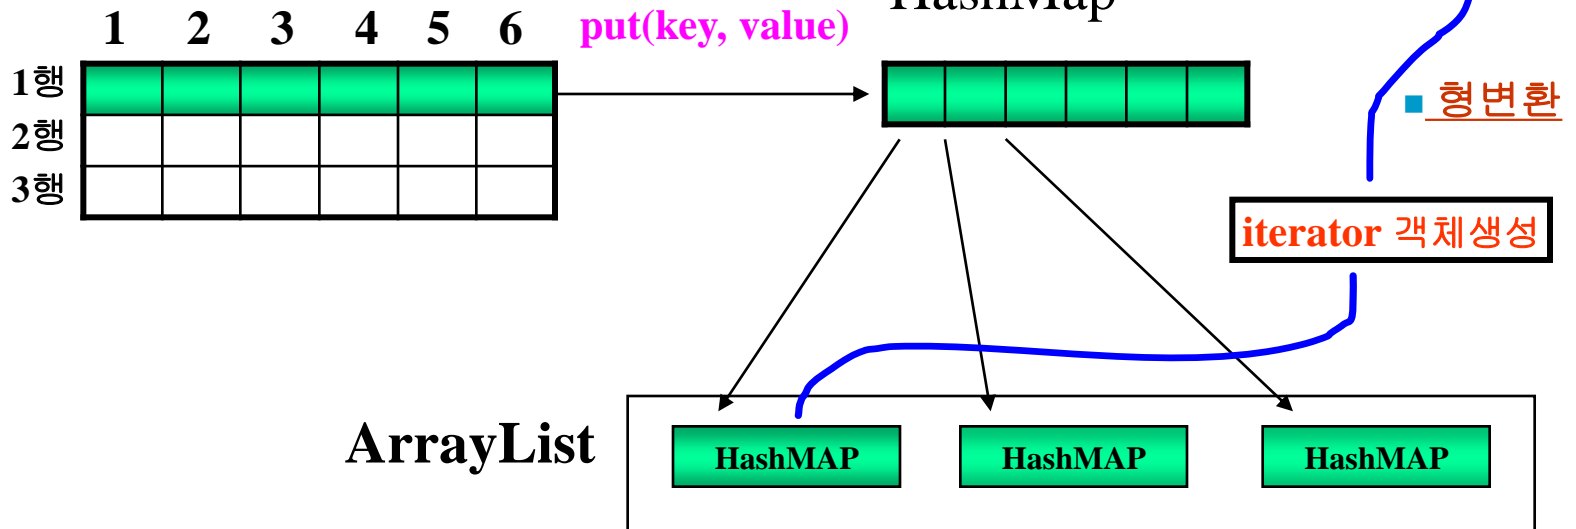 HashMap
1 2 3 4 5 6
put(key, value)
1행
2행
3행
형변환
iterator 객체생성
ArrayList
HashMAP
HashMAP
HashMAP